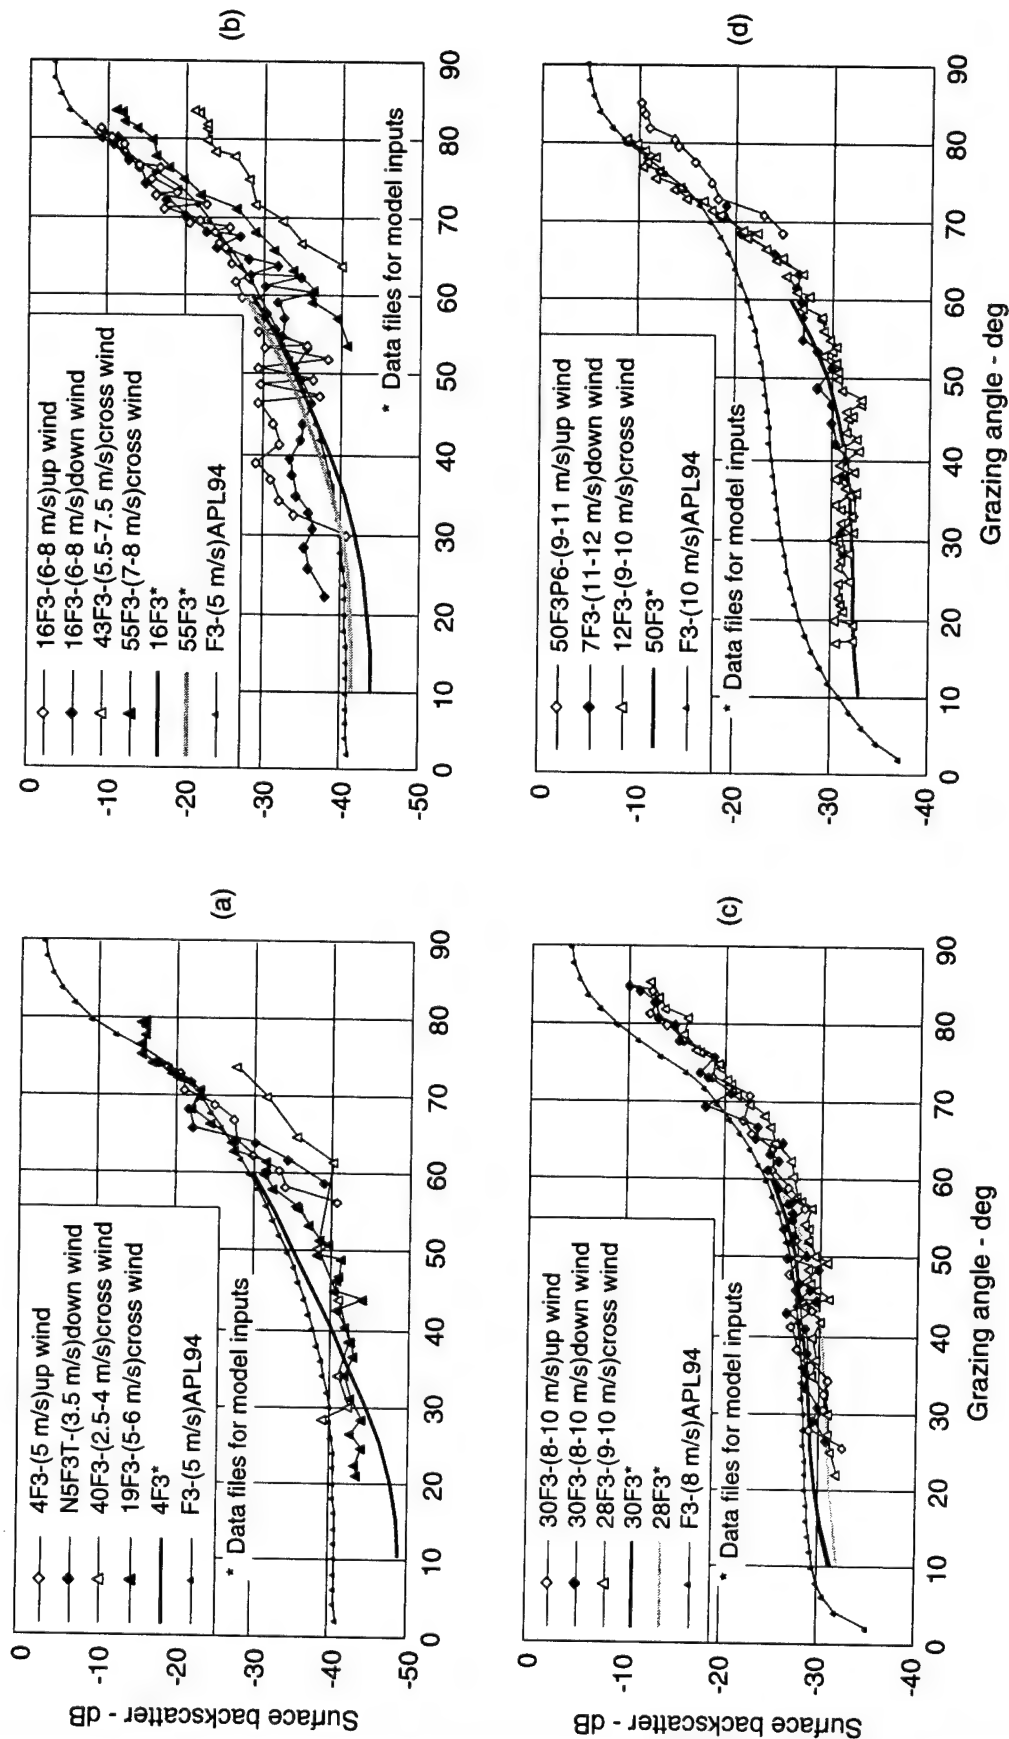 (a)
Surface backscatter - dB
0
-10
-20
-30
-40
-50
4F3-(5 m/s)up wind
N5F3T-(3.5 m/s)down wind
40F3-(2.5-4 m/s)cross wind
19F3-(5-6 m/s)cross wind
4F3*
F3-(5 m/s)APL94
* Data files for model inputs
0 10 20 30 40 50 60 70 80 90
(b)
0
-10
-20
-30
-40
-50
16F3-(6-8 m/s)up wind
16F3-(6-8 m/s)down wind
43F3-(5.5-7.5 m/s)cross wind
55F3-(7-8 m/s)cross wind
16F3*
55F3*
F3-(5 m/s)APL94
* Data files for model inputs
0 10 20 30 40 50 60 70 80 90
(c)
Surface backscatter - dB
0
-10
-20
-30
-40
30F3-(8-10 m/s)up wind
30F3-(8-10 m/s)down wind
28F3-(9-10 m/s)cross wind
30F3*
28F3*
F3-(8 m/s)APL94
* Data files for model inputs
0 10 20 30 40 50 60 70 80 90
Grazing angle - deg
(d)
0
-10
-20
-30
-40
50F3P6-(9-11 m/s)up wind
7F3-(11-12 m/s)down wind
12F3-(9-10 m/s)cross wind
50F3*
F3-(10 m/s)APL94
* Data files for model inputs
0 10 20 30 40 50 60 70 80 90
Grazing angle - deg